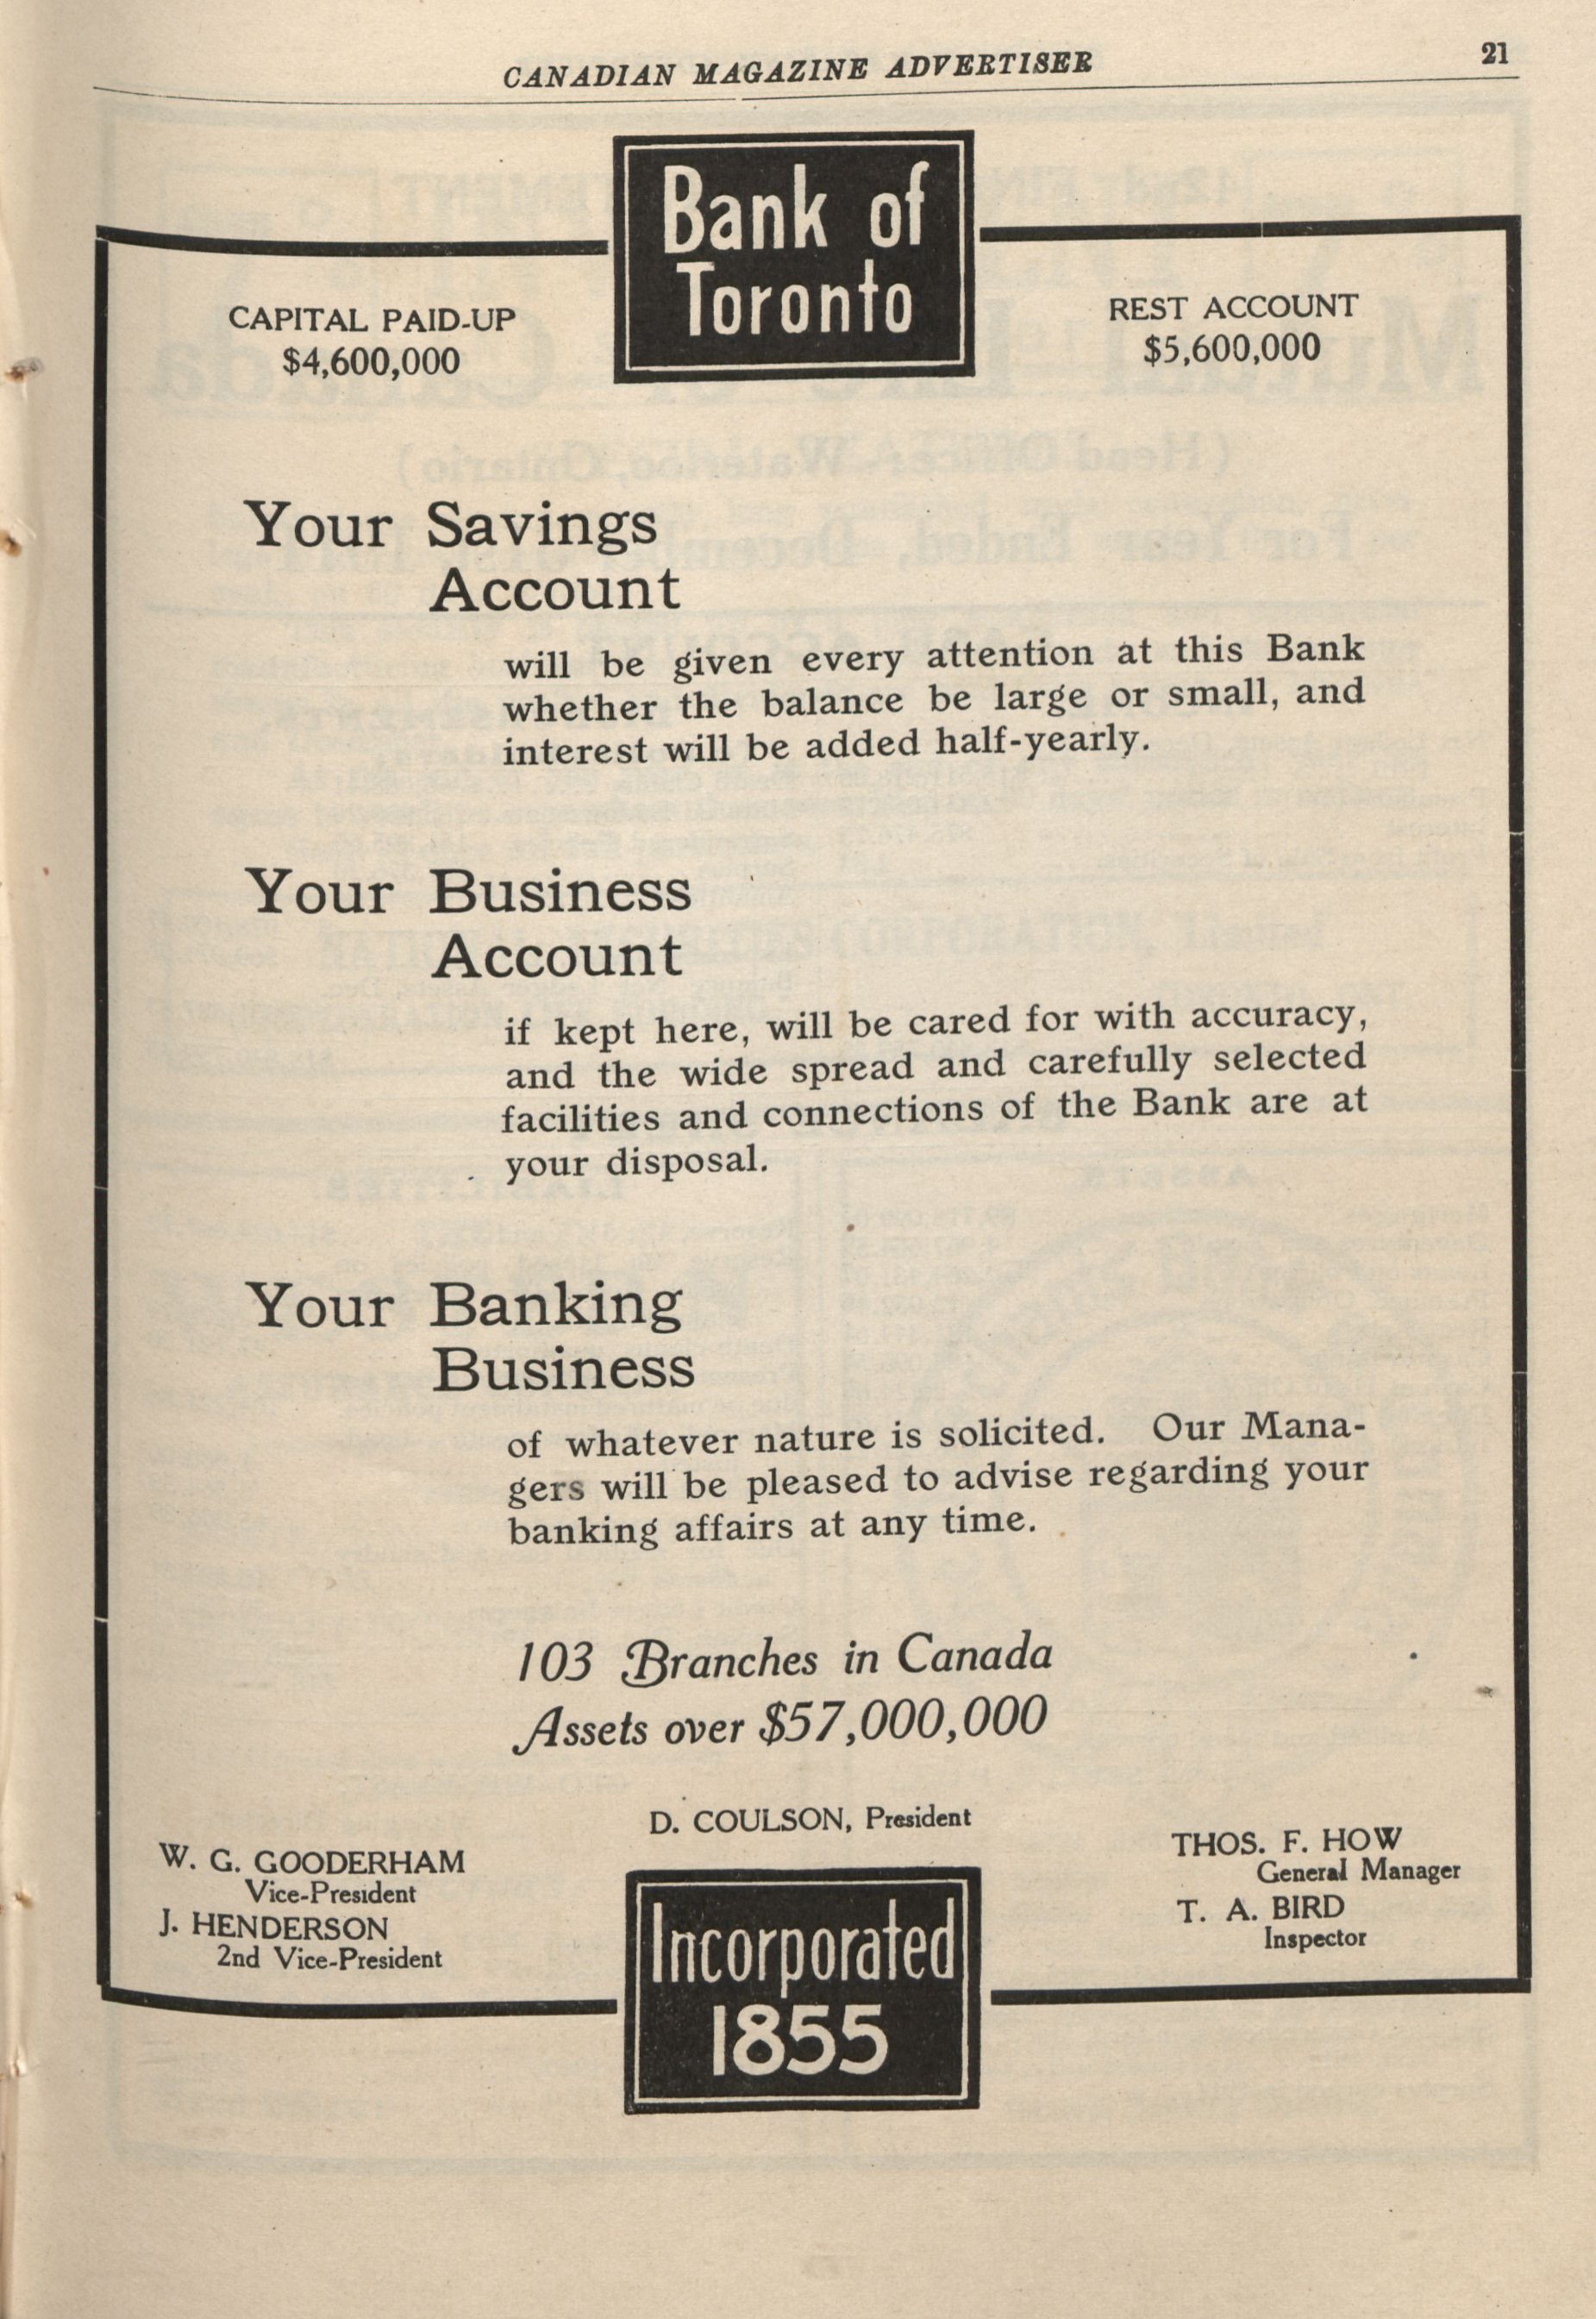 CANADIAN MAGAZINE ADVERTISER 21
Bank of
Toronto
CAPITAL PAID-UP
$4,600,000
REST ACCOUNT
$5,600,000
Your Savings
Account
will be given every attention at this Bank
whether the balance be large or small, and
interest will be added half-yearly.
Your Business
Account
if kept here, will be cared for with accuracy,
and the wide spread and carefully selected
facilities and connections of the Bank are at
your disposal.
Your Banking
Business
of whatever nature is solicited. Our Mana-
gers will be pleased to advise regarding your
banking affairs at any time.
103 Branches in Canada
Assets over $57,000,000
D. COULSON, President
W. G. GOODERHAM
Vice-President
J. HENDERSON
2nd Vice-President
THOS. F. HOW
General Manager
T. A. BIRD
Inspector
Incorporated
1855